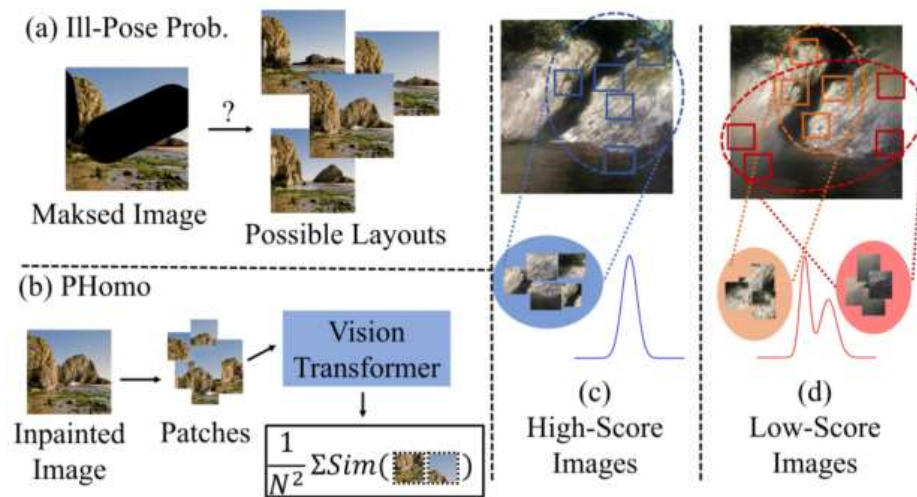 (a) Ill-Pose Prob.
?
Maksed Image
Possible Layouts
(b) PHomo
Inpainted
Image
Patches
Vision
Transformer
1
N²
ΣSim( )
(c)
High-Score
Images
(d)
Low-Score
Images